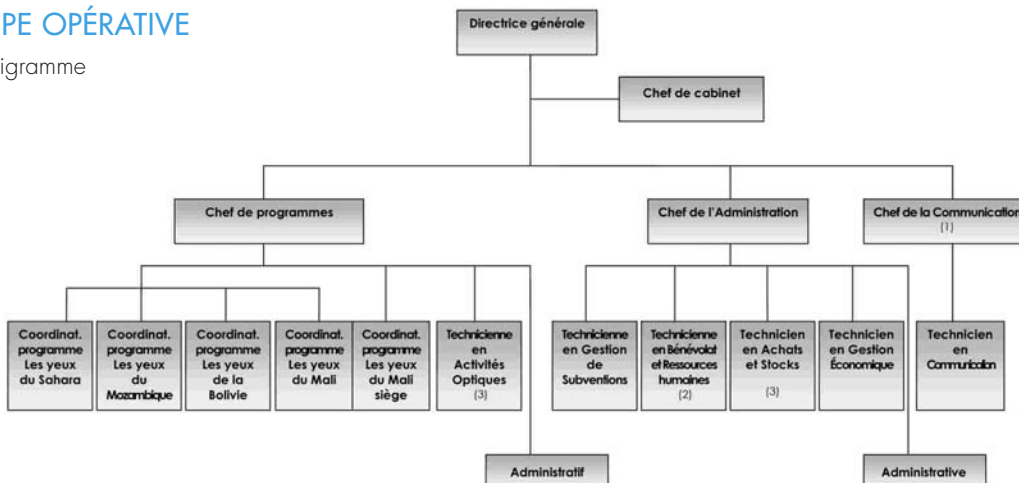 PE OPÉRATIVE
igramme
Directrice générale
Chef de cabinet
Chef de programmes
Chef de l'Administration
Chef de la Communication
(1)
Coordinat.
programme
Les yeux
du Sahara
Coordinat.
programme
Les yeux
du
Mozambique
Coordinat.
programme
Les yeux
de la
Bolivie
Coordinat.
programme
Les yeux
du Mali
Coordinat.
programme
Les yeux
du Mali
siège
Technicienne
en
Activités
Optiques
(3)
Technicienne
en Gestion
de
Subventions
Technicienne
en Bénévolat
et Ressources
humaines
(2)
Technicien
en Achats
et Stocks
(3)
Technicien
en Gestion
Économique
Technicien
en
Communication
Administratif
Administrative